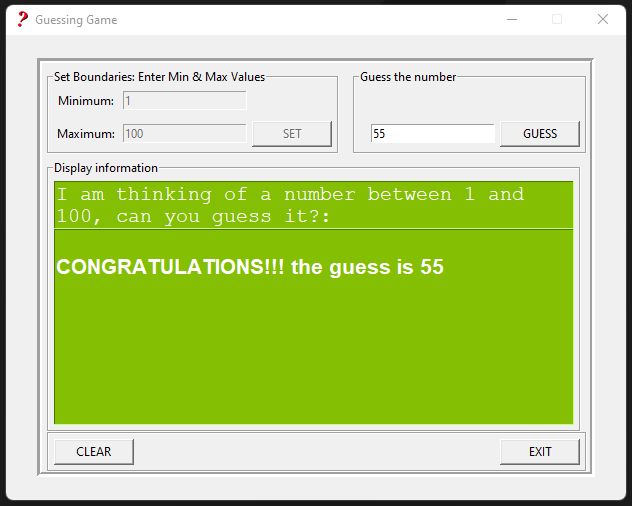 Guessing Game
Set Boundaries: Enter Min & Max Values
Minimum: 1
Maximum: 100 SET
Guess the number
55 GUESS
Display information
I am thinking of a number between 1 and
100, can you guess it?:
CONGRATULATIONS!!! the guess is 55
CLEAR
EXIT